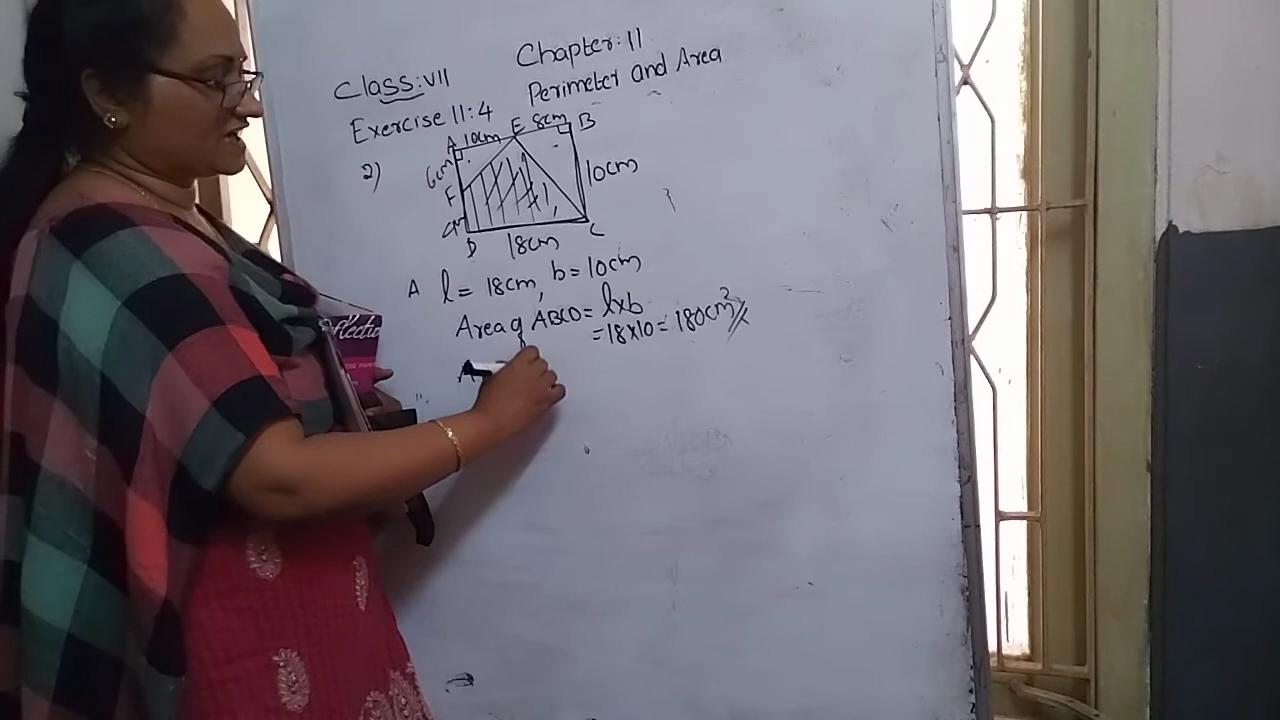 Chapter: 11
Class: VII
Perimeter and Area
Exercise 11:4
2)
A 10cm E 8cm B
6cm
F
10cm
D 18cm C
A l = 18cm, b = 10cm
Area of ABCD = l×b
= 18×10 = 180cm²
flectio